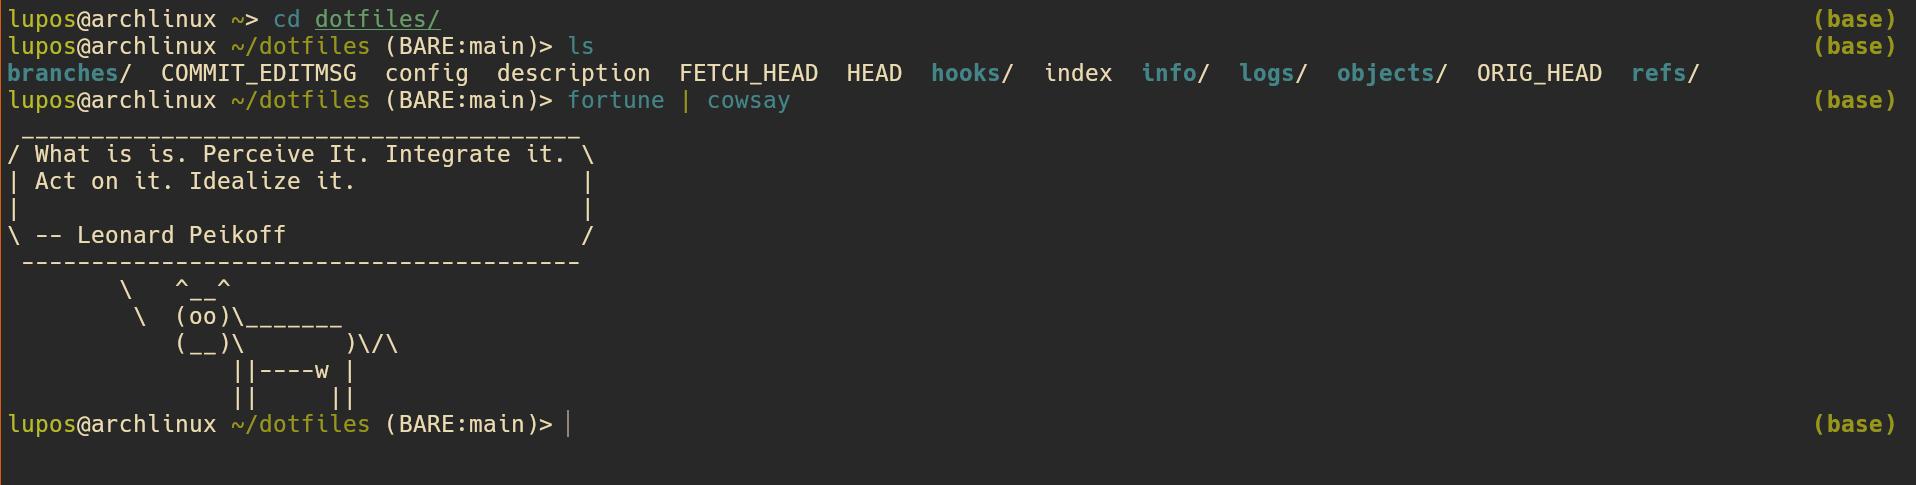 lupos@archlinux ~> cd dotfiles/ (base)
lupos@archlinux ~/dotfiles (BARE:main)> ls (base)
branches/  COMMIT_EDITMSG  config  description  FETCH_HEAD  HEAD  hooks/  index  info/  logs/  objects/  ORIG_HEAD  refs/
lupos@archlinux ~/dotfiles (BARE:main)> fortune | cowsay (base)
 ________________________________________
/ What is is. Perceive It. Integrate it. \
| Act on it. Idealize it.                |
|                                        |
\ -- Leonard Peikoff                     /
 ----------------------------------------
        \   ^__^
         \  (oo)\_______
            (__)\       )\/\
                ||----w |
                ||     ||
lupos@archlinux ~/dotfiles (BARE:main)> (base)